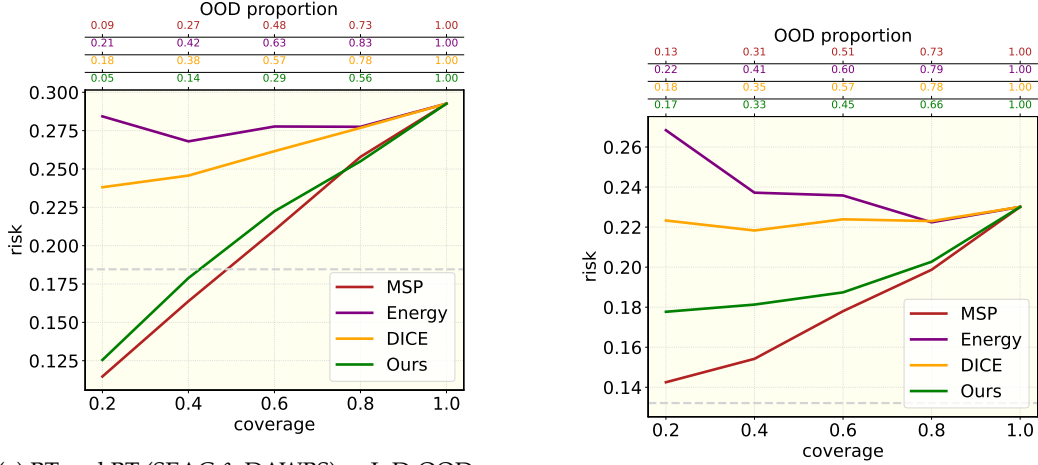 OOD proportion
0.09 0.27 0.48 0.73 1.00
0.21 0.42 0.63 0.83 1.00
0.18 0.38 0.57 0.78 1.00
0.05 0.14 0.29 0.56 1.00
0.300
0.275
0.250
0.225
0.200
0.175
0.150
0.125
risk
MSP
Energy
DICE
Ours
0.2 0.4 0.6 0.8 1.0
coverage
OOD proportion
0.13 0.31 0.51 0.73 1.00
0.22 0.41 0.60 0.79 1.00
0.18 0.35 0.57 0.78 1.00
0.17 0.33 0.45 0.66 1.00
0.26
0.24
0.22
0.20
0.18
0.16
0.14
risk
MSP
Energy
DICE
Ours
0.2 0.4 0.6 0.8 1.0
coverage